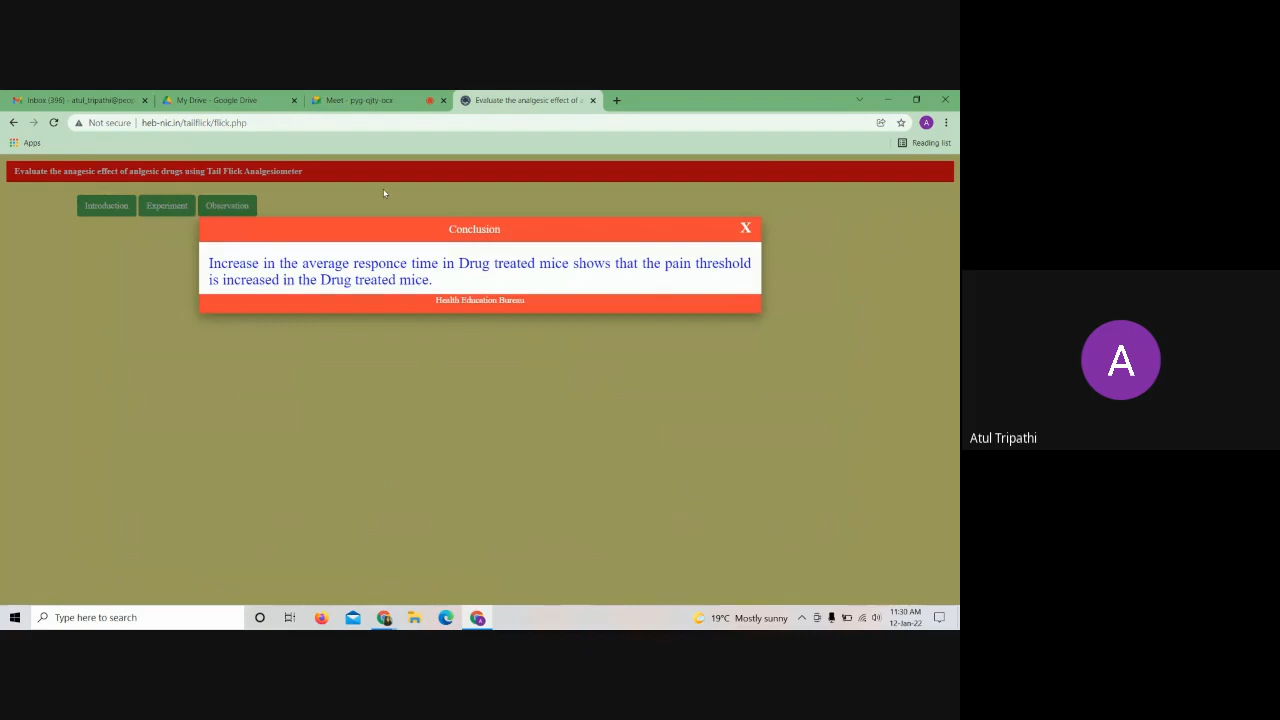 Inbox (396) - atul_tripathi@peop
My Drive - Google Drive
Meet - pyg-qjty-ocx
Evaluate the analgesic effect of a
Not secure | heb-nic.in/tailflick/flick.php
Apps
Reading list
Evaluate the anagesic effect of anlgesic drugs using Tail Flick Analgesiometer
Introduction
Experiment
Observation
Conclusion
X
Increase in the average responce time in Drug treated mice shows that the pain threshold
is increased in the Drug treated mice.
Health Education Bureau
A
A
Atul Tripathi
Type here to search
19°C Mostly sunny
11:30 AM
12-Jan-22